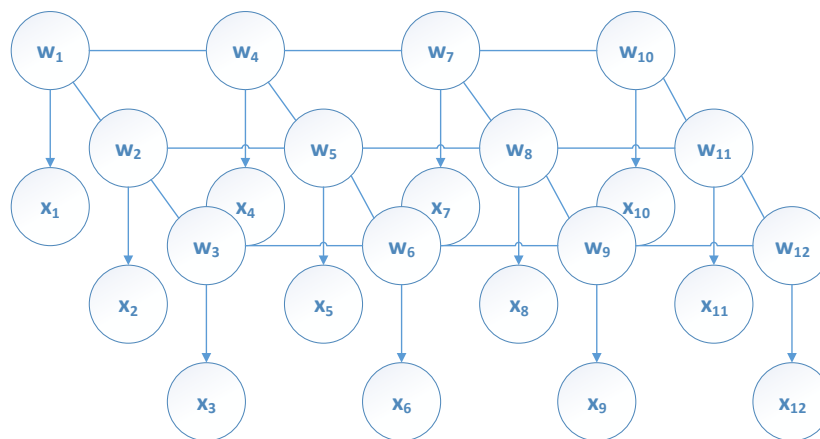 w₁ w₄ w₇ w₁₀
w₂ w₅ w₈ w₁₁
x₁ x₄ x₇ x₁₀
w₃ w₆ w₉ w₁₂
x₂ x₅ x₈ x₁₁
x₃ x₆ x₉ x₁₂